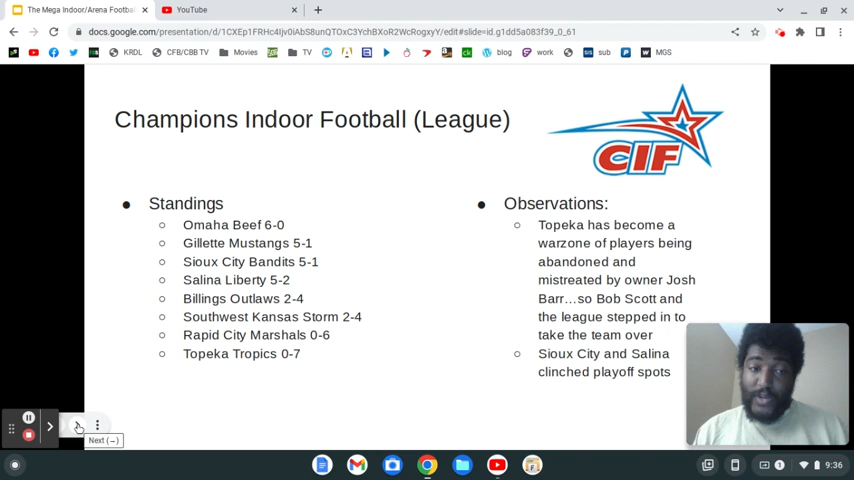 The Mega Indoor/Arena Footba
YouTube
docs.google.com/presentation/d/1CXEp1FRHc4Ijv0iAbS8unQTOxC3YchBXoR2WcRogxyY/edit#slide=id.g1dd5a083f39_0_61
KRDL
CFB/CBB TV
Movies
TV
blog
work
sub
MGS
Champions Indoor Football (League)
CIF
Standings
Omaha Beef 6-0
Gillette Mustangs 5-1
Sioux City Bandits 5-1
Salina Liberty 5-2
Billings Outlaws 2-4
Southwest Kansas Storm 2-4
Rapid City Marshals 0-6
Topeka Tropics 0-7
Observations:
Topeka has become a
warzone of players being
abandoned and
mistreated by owner Josh
Barr…so Bob Scott and
the league stepped in to
take the team over
Sioux City and Salina
clinched playoff spots
Next (→)
1
9:36